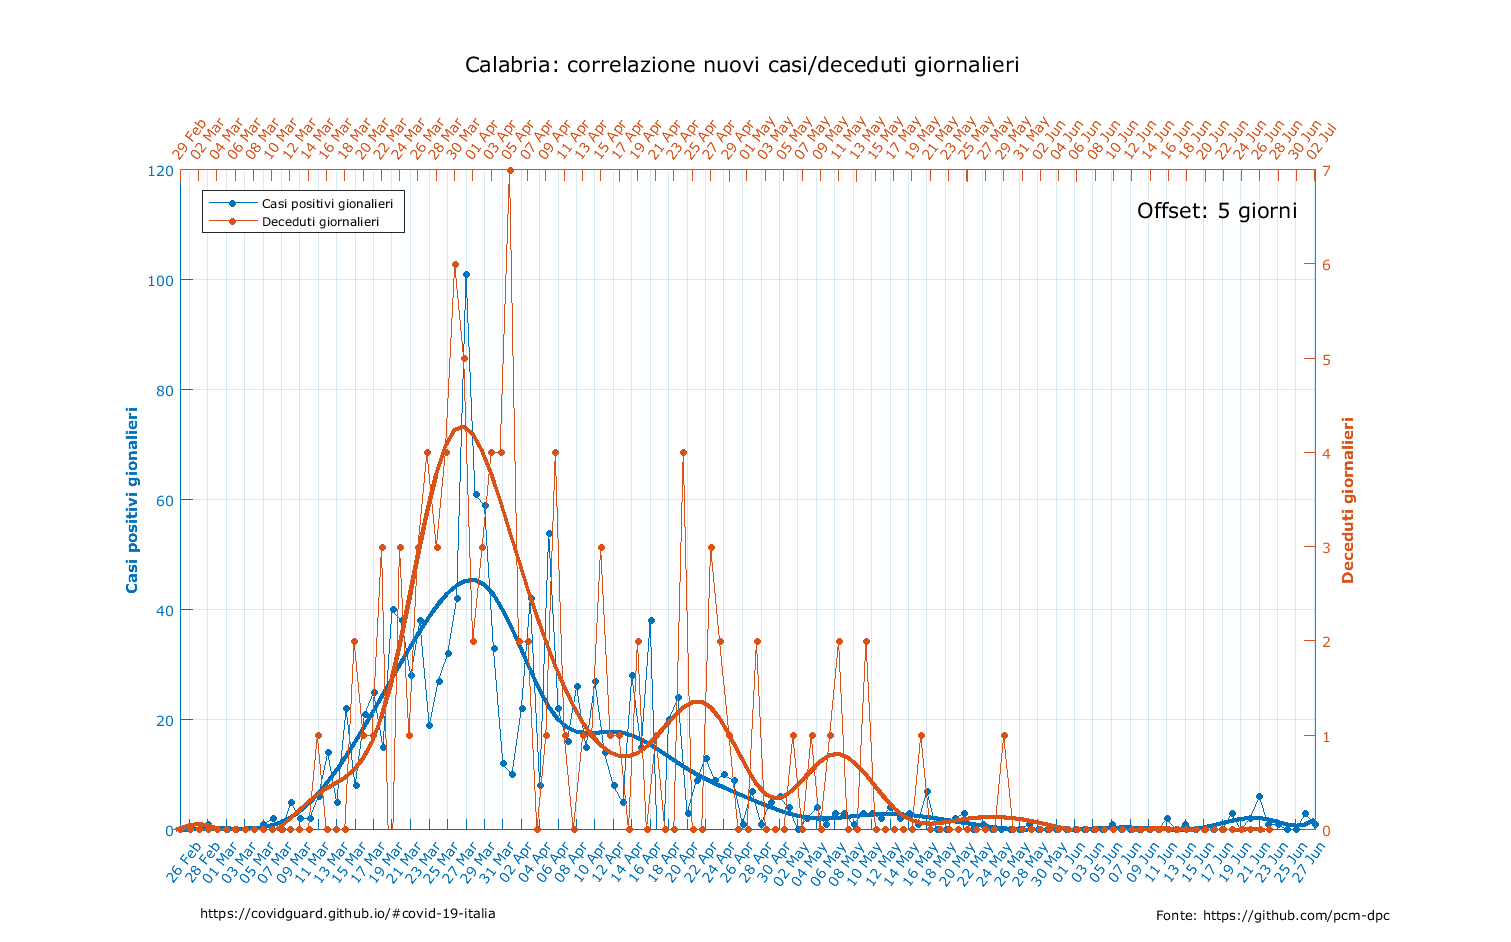 Calabria: correlazione nuovi casi/deceduti giornalieri
29 Feb 02 Mar 04 Mar 06 Mar 08 Mar 10 Mar 12 Mar 14 Mar 16 Mar 18 Mar 20 Mar 22 Mar 24 Mar 26 Mar 28 Mar 30 Mar 01 Apr 03 Apr 05 Apr 07 Apr 09 Apr 11 Apr 13 Apr 15 Apr 17 Apr 19 Apr 21 Apr 23 Apr 25 Apr 27 Apr 29 Apr 01 May 03 May 05 May 07 May 09 May 11 May 13 May 15 May 17 May 19 May 21 May 23 May 25 May 27 May 29 May 31 May 02 Jun 04 Jun 06 Jun 08 Jun 10 Jun 12 Jun 14 Jun 16 Jun 18 Jun 20 Jun 22 Jun 24 Jun 26 Jun 28 Jun 30 Jun 02 Jul
120
100
80
60
40
20
0
Casi positivi gionalieri
Casi positivi gionalieri
Deceduti giornalieri
Offset: 5 giorni
7
6
5
4
3
2
1
0
Deceduti giornalieri
26 Feb 28 Feb 01 Mar 03 Mar 05 Mar 07 Mar 09 Mar 11 Mar 13 Mar 15 Mar 17 Mar 19 Mar 21 Mar 23 Mar 25 Mar 27 Mar 29 Mar 31 Mar 02 Apr 04 Apr 06 Apr 08 Apr 10 Apr 12 Apr 14 Apr 16 Apr 18 Apr 20 Apr 22 Apr 24 Apr 26 Apr 28 Apr 30 Apr 02 May 04 May 06 May 08 May 10 May 12 May 14 May 16 May 18 May 20 May 22 May 24 May 26 May 28 May 30 May 01 Jun 03 Jun 05 Jun 07 Jun 09 Jun 11 Jun 13 Jun 15 Jun 17 Jun 19 Jun 21 Jun 23 Jun 25 Jun 27 Jun
https://covidguard.github.io/#covid-19-italia
Fonte: https://github.com/pcm-dpc